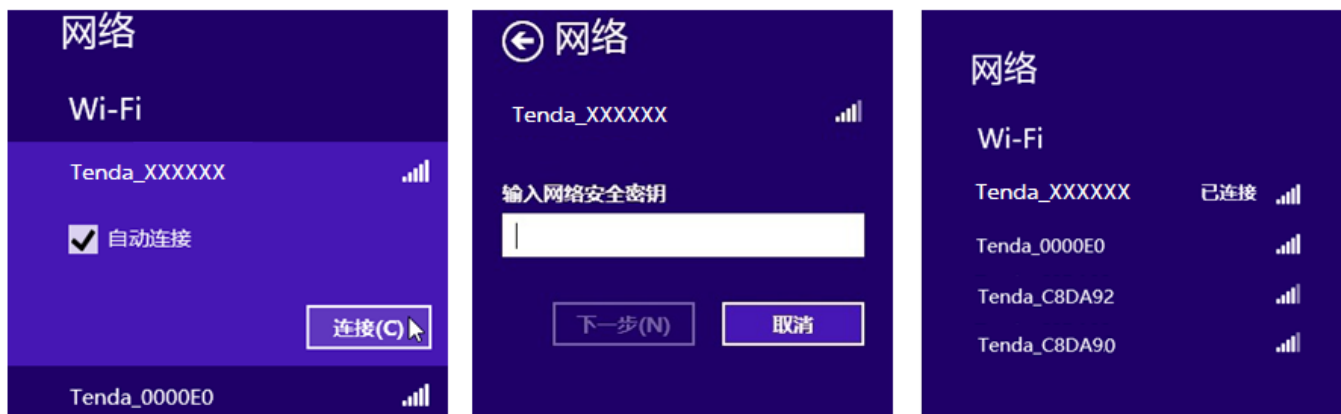 网络
Wi-Fi
Tenda_XXXXXX
自动连接
连接(C)
Tenda_0000E0
网络
Tenda_XXXXXX
输入网络安全密钥
下一步(N)
取消
网络
Wi-Fi
Tenda_XXXXXX 已连接
Tenda_0000E0
Tenda_C8DA92
Tenda_C8DA90